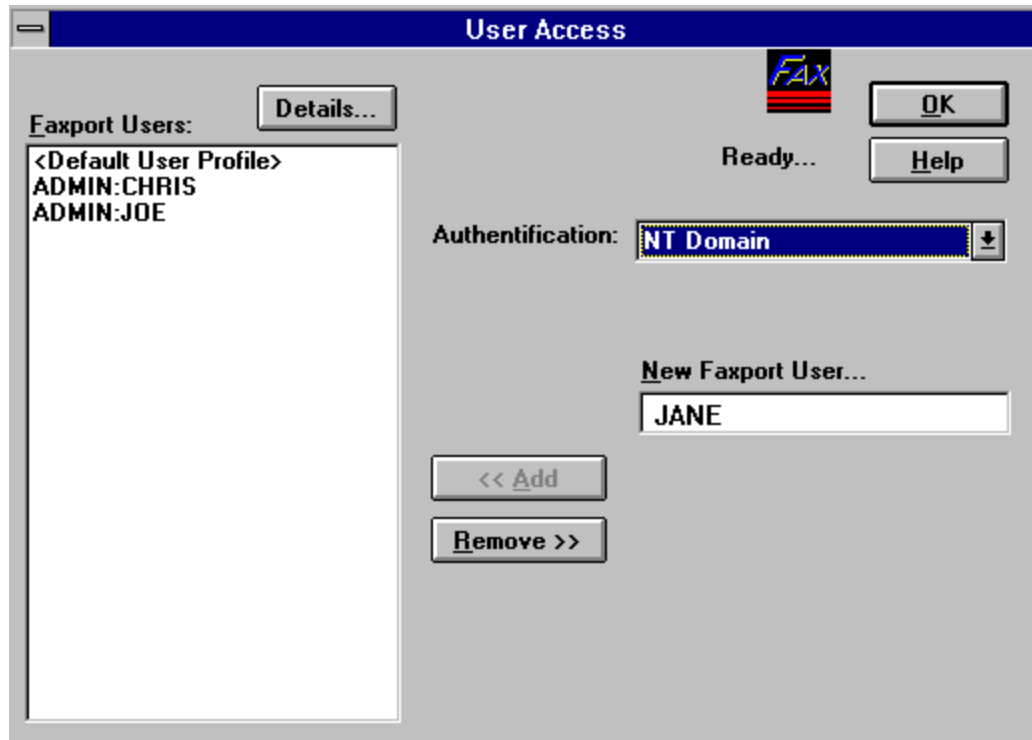 User Access
FAX
Details...
OK
Faxport Users:
<Default User Profile>
ADMIN:CHRIS
ADMIN:JOE
Ready...
Help
Authentification:
NT Domain
New Faxport User...
JANE
<< Add
Remove >>